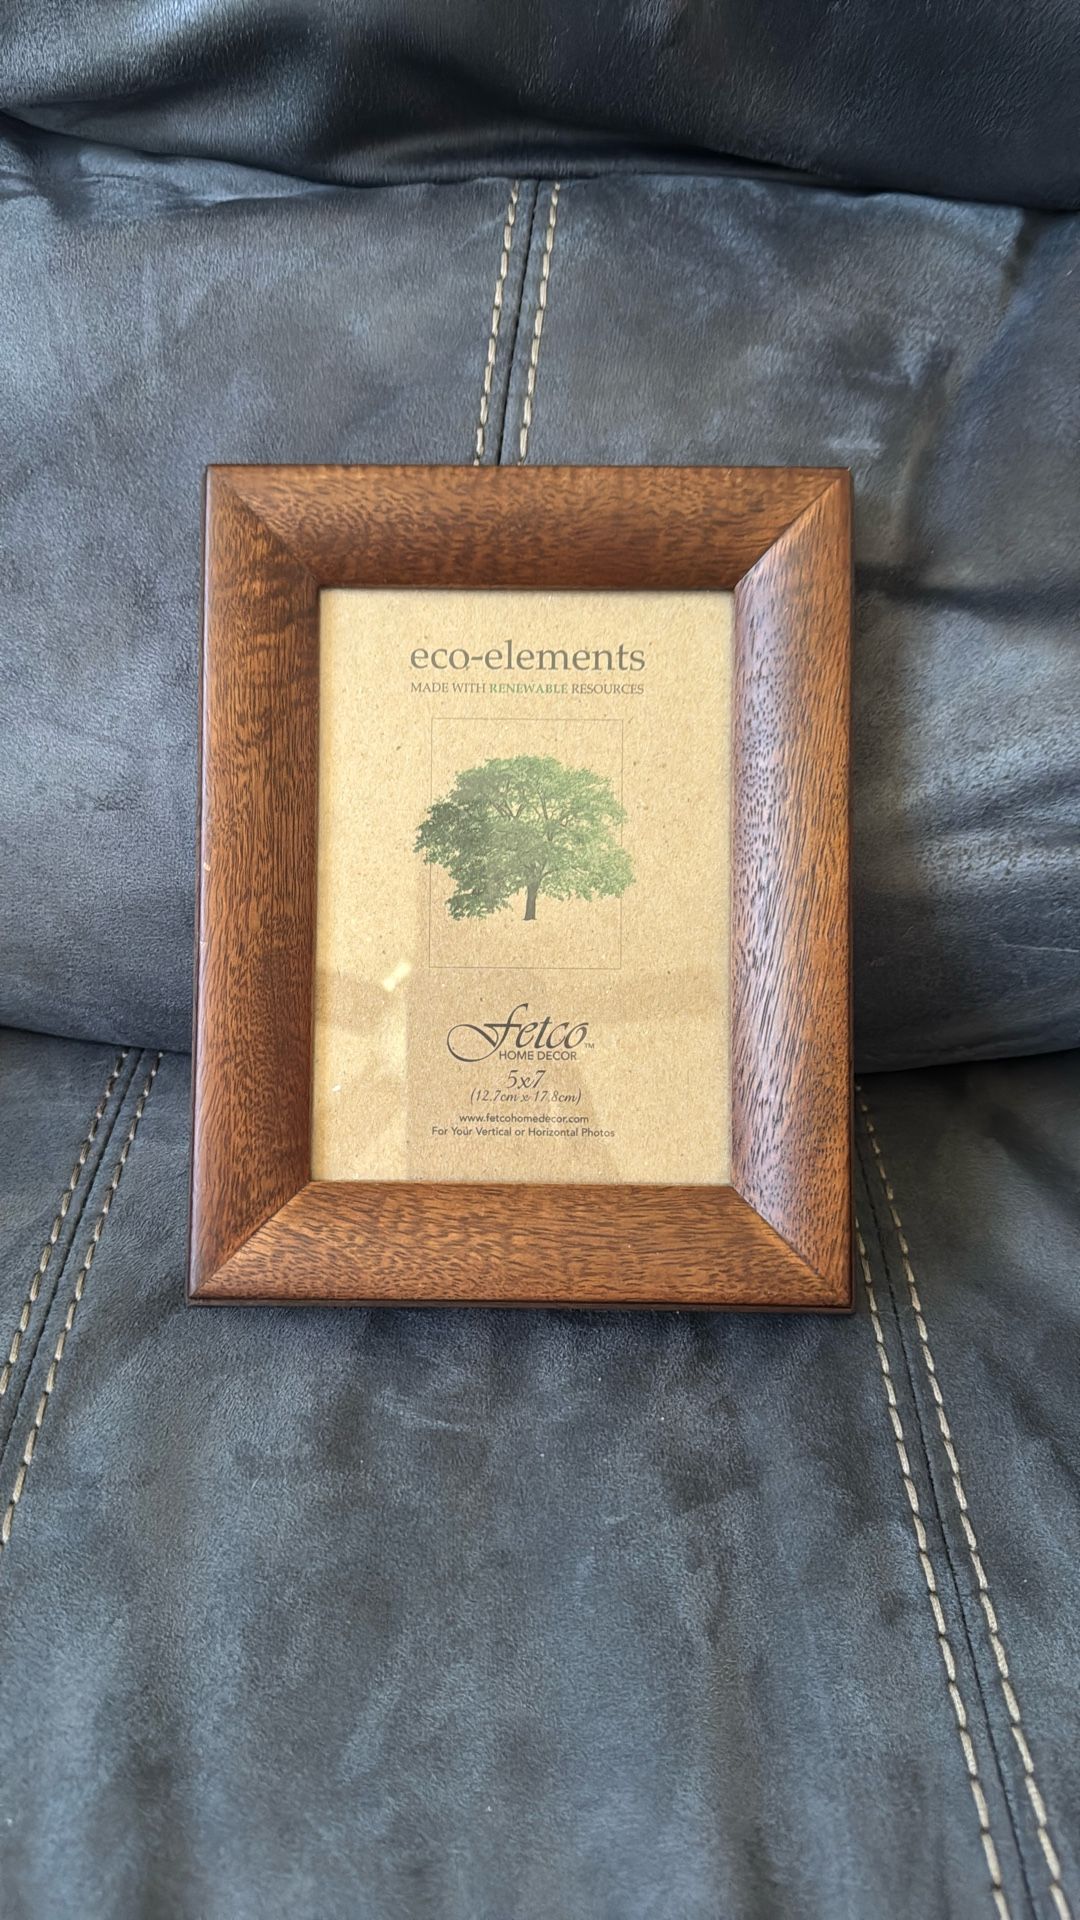 eco-elements
MADE WITH RENEWABLE RESOURCES
fetco™
HOME DECOR
5x7
(12.7cm x 17.8cm)
www.fetcohomedecor.com
For Your Vertical or Horizontal Photos